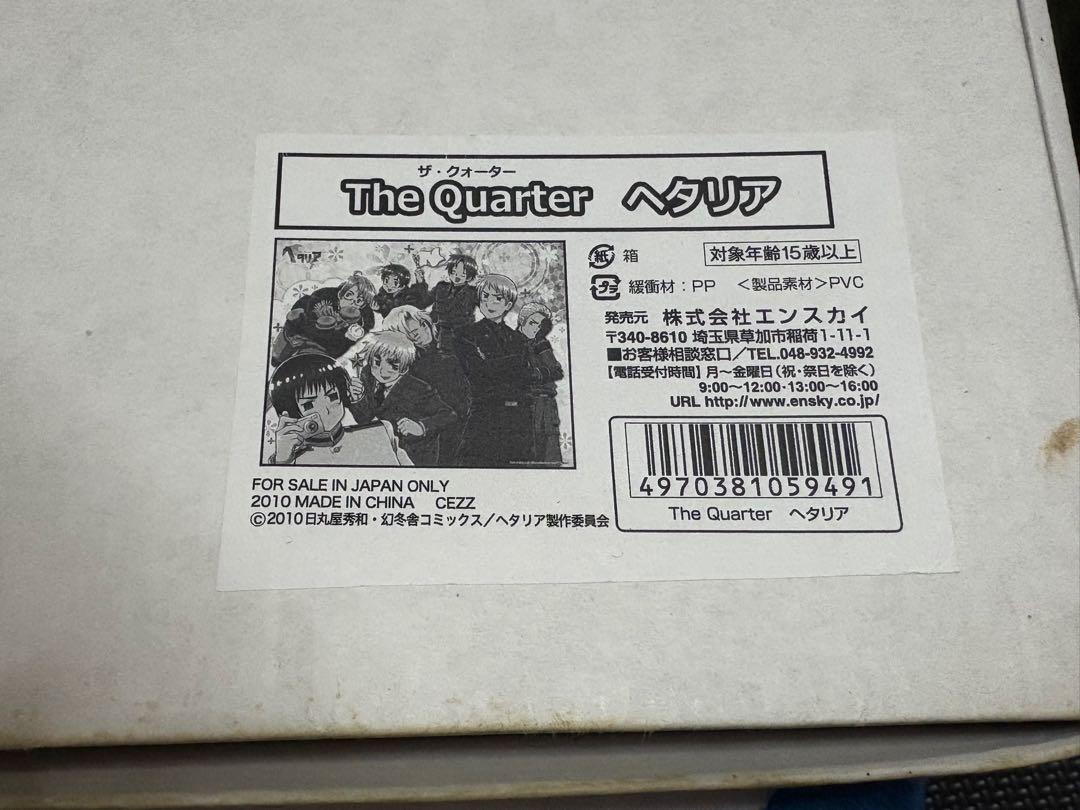 ザ・クォーター
The Quarter ヘタリア
ヘタリア
紙 箱
対象年齢15歳以上
プラ 緩衝材：PP ＜製品素材＞PVC
発売元 株式会社エンスカイ
〒340-8610 埼玉県草加市稲荷1-11-1
■お客様相談窓口／TEL.048-932-4992
【電話受付時間】月〜金曜日（祝・祭日を除く）
9:00〜12:00・13:00〜16:00
URL http://www.ensky.co.jp/
4970381059491
The Quarter ヘタリア
FOR SALE IN JAPAN ONLY
2010 MADE IN CHINA CEZZ
©2010日丸屋秀和・幻冬舎コミックス／ヘタリア製作委員会